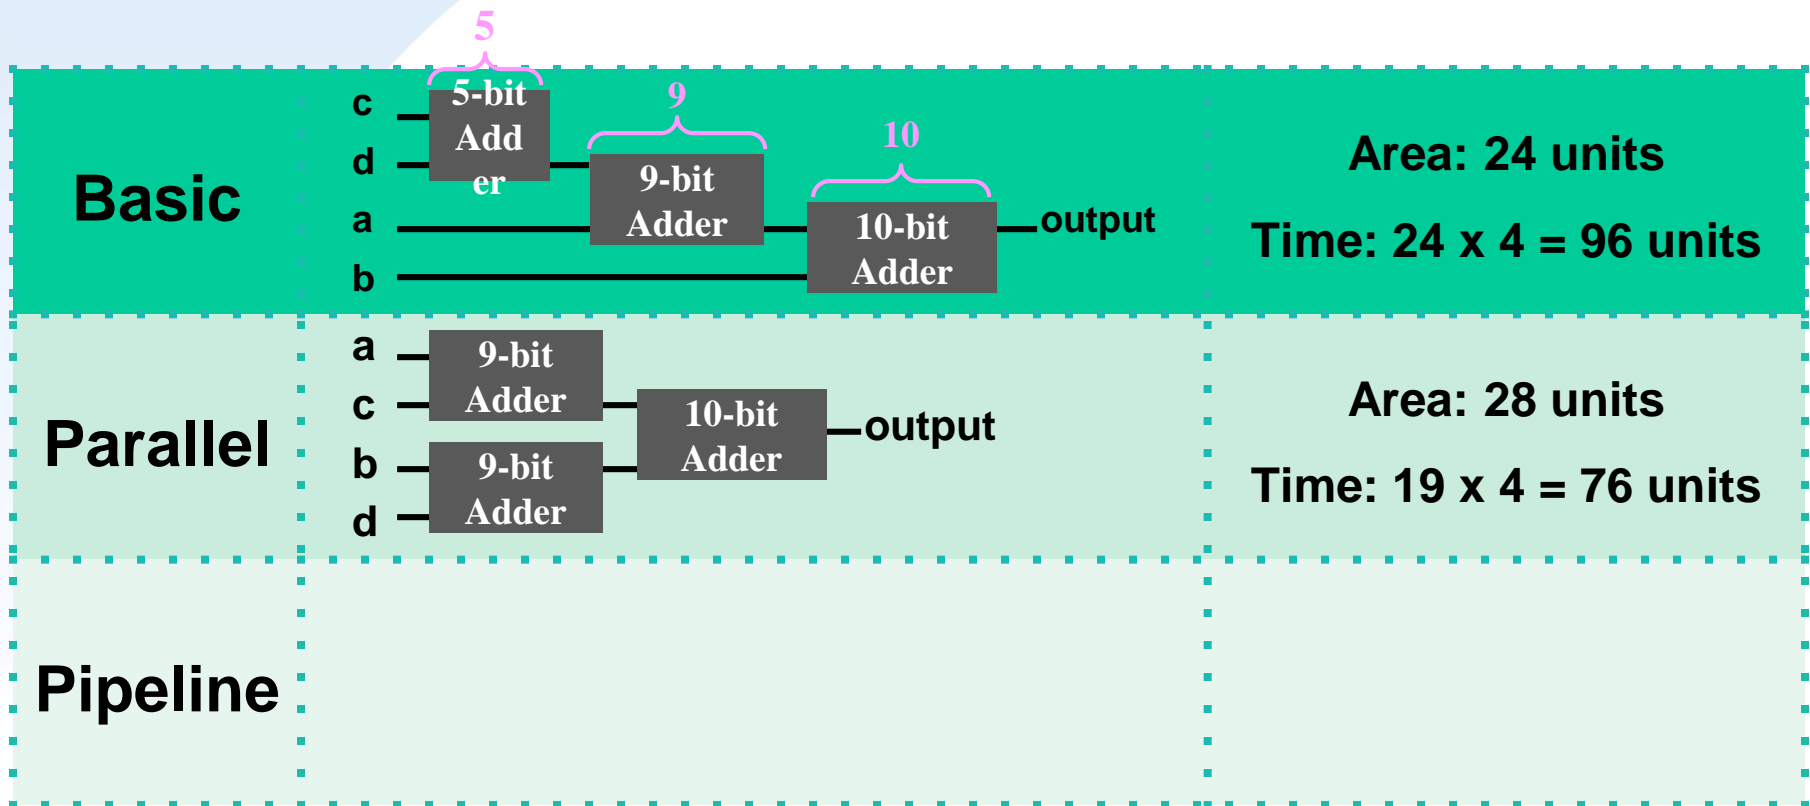 Basic
5
c
d
a
b
5-bit
Add
er
9
9-bit
Adder
10
10-bit
Adder
output
Area: 24 units
Time: 24 x 4 = 96 units
Parallel
a
c
b
d
9-bit
Adder
9-bit
Adder
10-bit
Adder
output
Area: 28 units
Time: 19 x 4 = 76 units
Pipeline